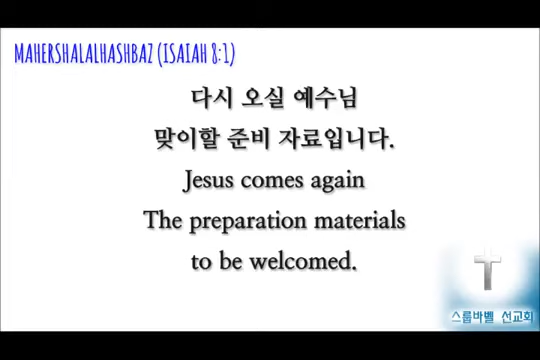 MAHERSHALALHASHBAZ (ISAIAH 8:1)
다시 오실 예수님
맞이할 준비 자료입니다.
Jesus comes again
The preparation materials
to be welcomed.
스룹바벨 선교회